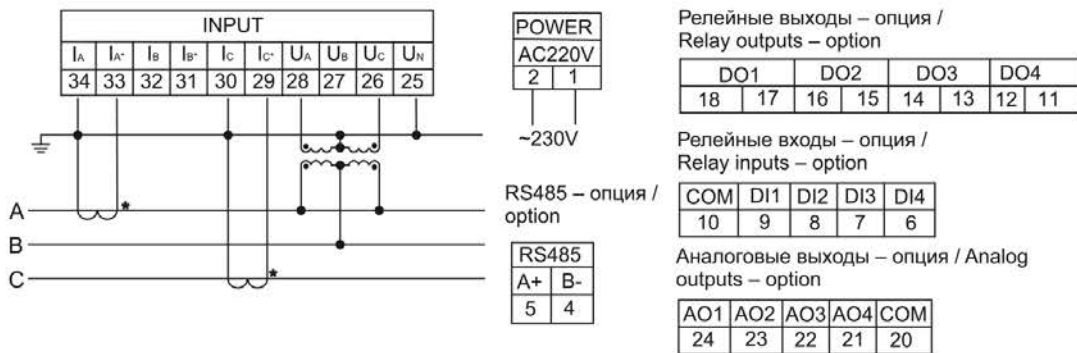 INPUT
IA IA* IB IB* IC IC* UA UB UC UN
34 33 32 31 30 29 28 27 26 25
A
*
B
C
*
POWER
AC220V
2 1
~230V
RS485 – опция /
option
RS485
A+ B-
5 4
Релейные выходы – опция /
Relay outputs – option
DO1 DO2 DO3 DO4
18 17 16 15 14 13 12 11
Релейные входы – опция /
Relay inputs – option
COM DI1 DI2 DI3 DI4
10 9 8 7 6
Аналоговые выходы – опция / Analog
outputs – option
AO1 AO2 AO3 AO4 COM
24 23 22 21 20